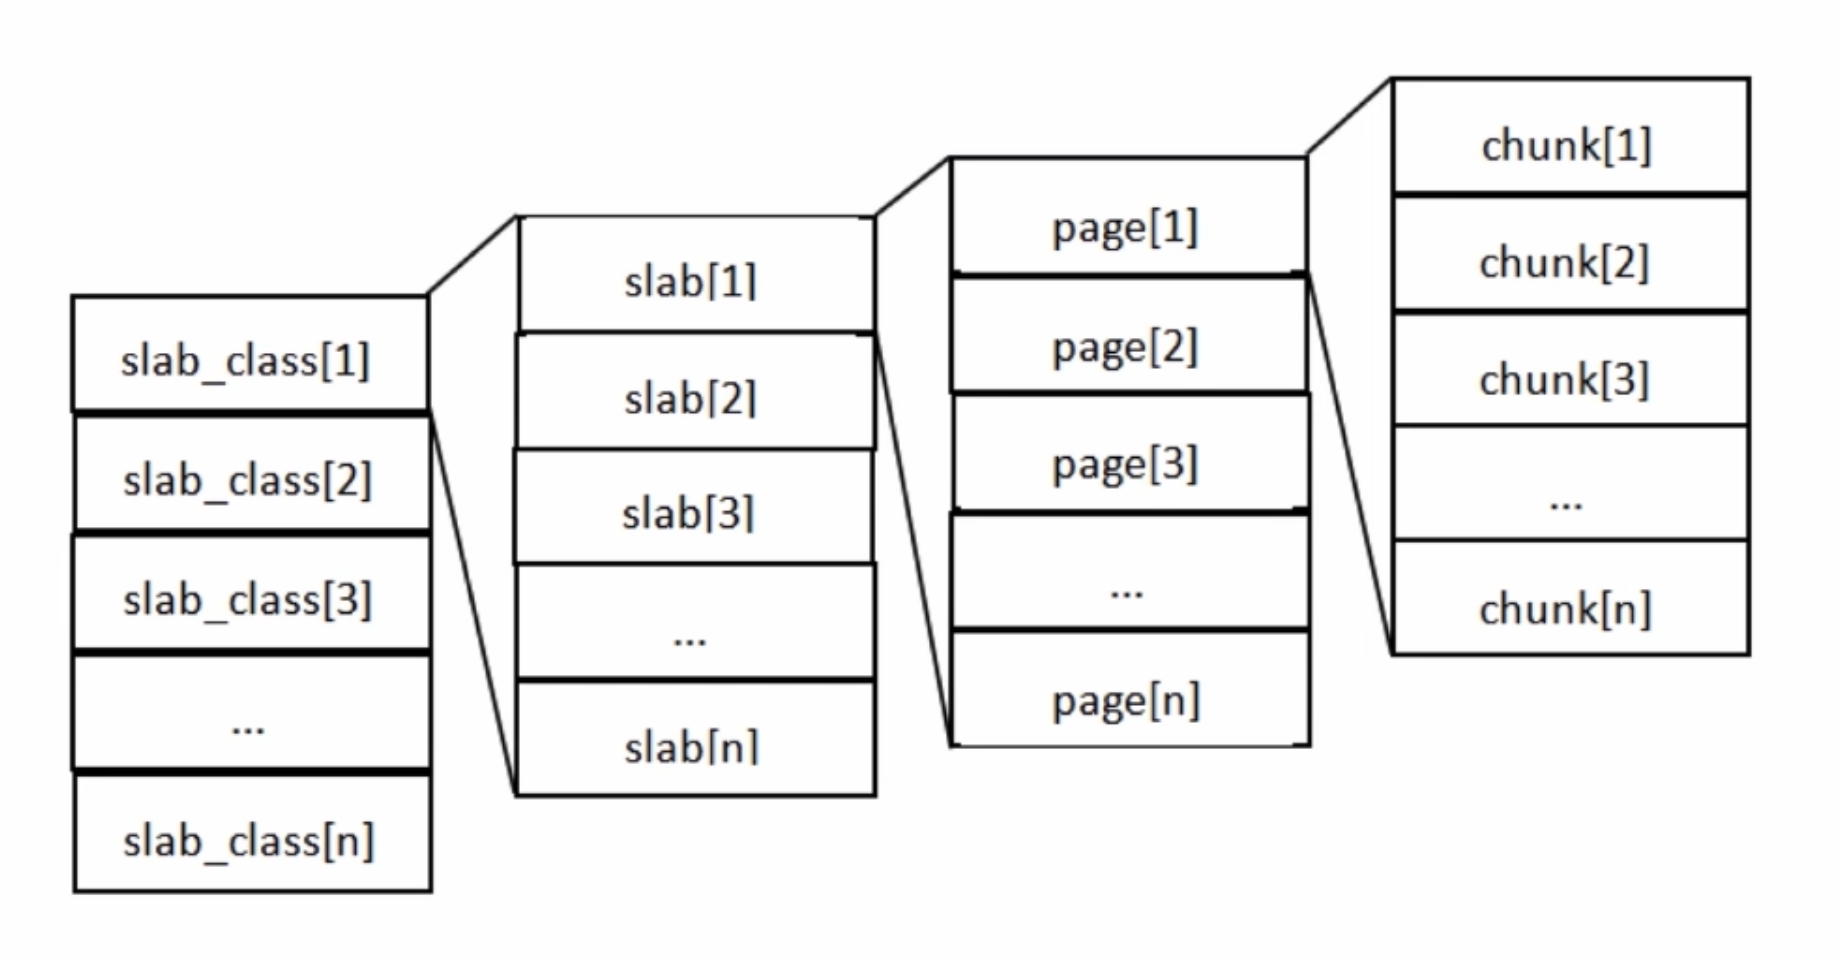 slab_class[1]
slab_class[2]
slab_class[3]
...
slab_class[n]
slab[1]
slab[2]
slab[3]
...
slab[n]
page[1]
page[2]
page[3]
...
page[n]
chunk[1]
chunk[2]
chunk[3]
...
chunk[n]